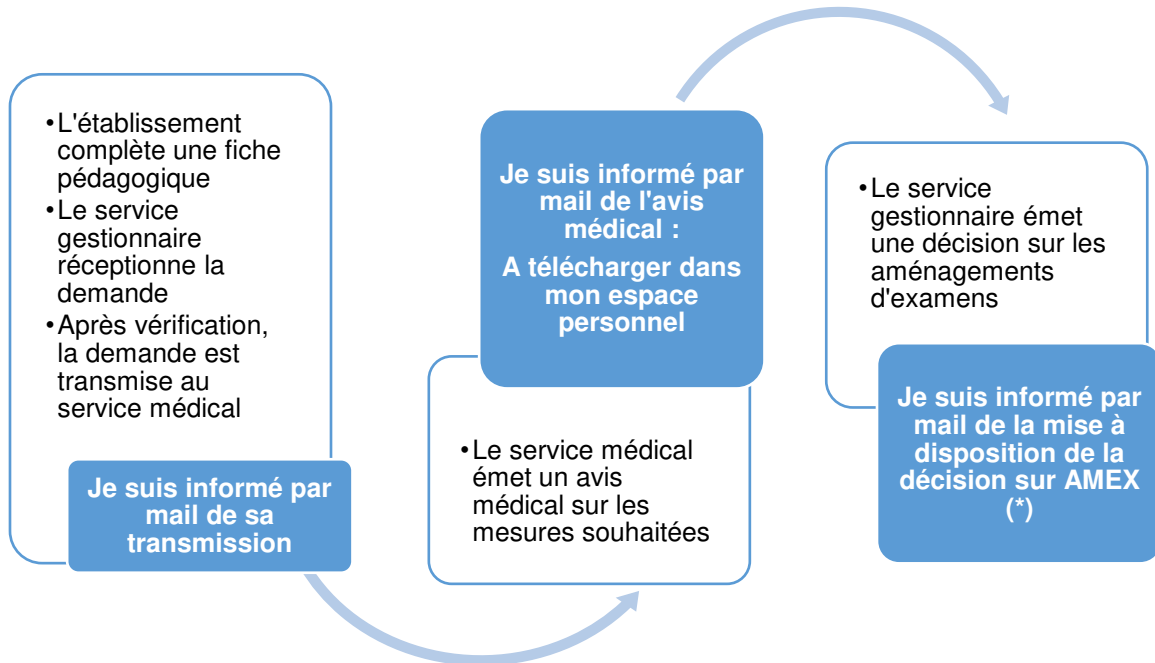 •L'établissement
complète une fiche
pédagogique
•Le service
gestionnaire
réceptionne la
demande
•Après vérification,
la demande est
transmise au
service médical
Je suis informé par
mail de sa
transmission
Je suis informé par
mail de l'avis
médical :
A télécharger dans
mon espace
personnel
•Le service médical
émet un avis
médical sur les
mesures souhaitées
•Le service
gestionnaire émet
une décision sur les
aménagements
d'examens
Je suis informé par
mail de la mise à
disposition de la
décision sur AMEX
(*)